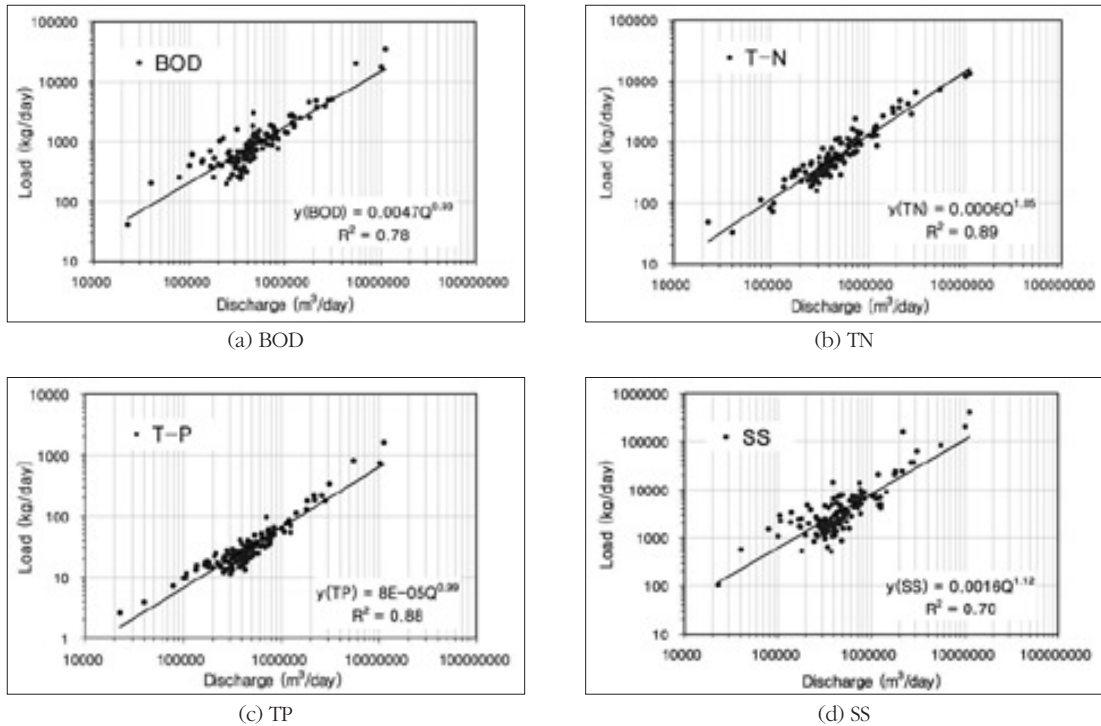 100000
BOD
10000
1000
100
10
Load (kg/day)
y(BOD) = 0.0047Q^0.93
R² = 0.78
10000 100000 1000000 10000000 100000000
Discharge (m³/day)
(a) BOD
100000
T-N
10000
1000
100
10
Load (kg/day)
y(TN) = 0.0006Q^1.05
R² = 0.89
10000 100000 1000000 10000000 100000000
Discharge (m³/day)
(b) TN
10000
T-P
1000
100
10
1
Load (kg/day)
y(TP) = 8E-05Q^0.99
R² = 0.88
10000 100000 1000000 10000000 100000000
Discharge (m³/day)
(c) TP
1000000
SS
100000
10000
1000
100
10
Load (kg/day)
y(SS) = 0.0016Q^1.12
R² = 0.70
10000 100000 1000000 10000000 100000000
Discharge (m³/day)
(d) SS